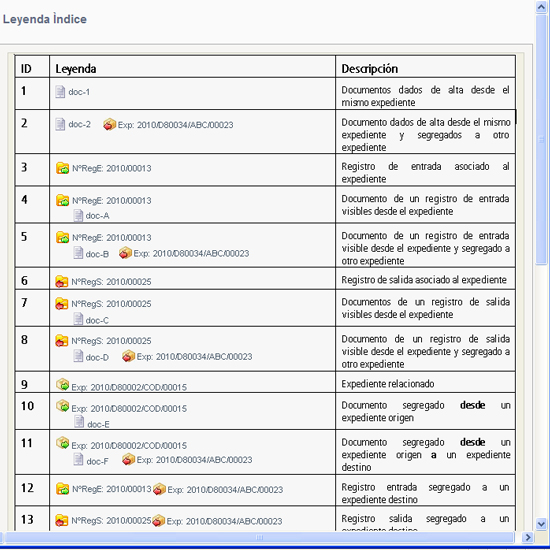 Leyenda Índice
ID Leyenda Descripción
1 doc-1 Documentos dados de alta desde el
mismo expediente
2 doc-2 Exp: 2010/D80034/ABC/00023 Documento dados de alta desde el mismo
expediente y segregados a otro
expediente
3 NºRegE: 2010/00013 Registro de entrada asociado al
expediente
4 NºRegE: 2010/00013 Documento de un registro de entrada
doc-A visibles desde el expediente
5 NºRegE: 2010/00013 Documento de un registro de entrada
doc-B Exp: 2010/D80034/ABC/00023 visible desde el expediente y segregado a
otro expediente
6 NºRegS: 2010/00025 Registro de salida asociado al expediente
7 NºRegS: 2010/00025 Documentos de un registro de salida
doc-C visibles desde el expediente
8 NºRegS: 2010/00025 Documento de un registro de salida
doc-D Exp: 2010/D80034/ABC/00023 visible desde el expediente y segregado a
otro expediente
9 Exp: 2010/D80002/COD/00015 Expediente relacionado
10 Exp: 2010/D80002/COD/00015 Documento segregado desde un
doc-E expediente origen
11 Exp: 2010/D80002/COD/00015 Documento segregado desde un
doc-F Exp: 2010/D80034/ABC/00023 expediente origen a un expediente
destino
12 NºRegE: 2010/00013 Exp: 2010/D80034/ABC/00023 Registro entrada segregado a un
expediente destino
13 NºRegS: 2010/00025 Exp: 2010/D80034/ABC/00023 Registro salida segregado a un
expediente destino